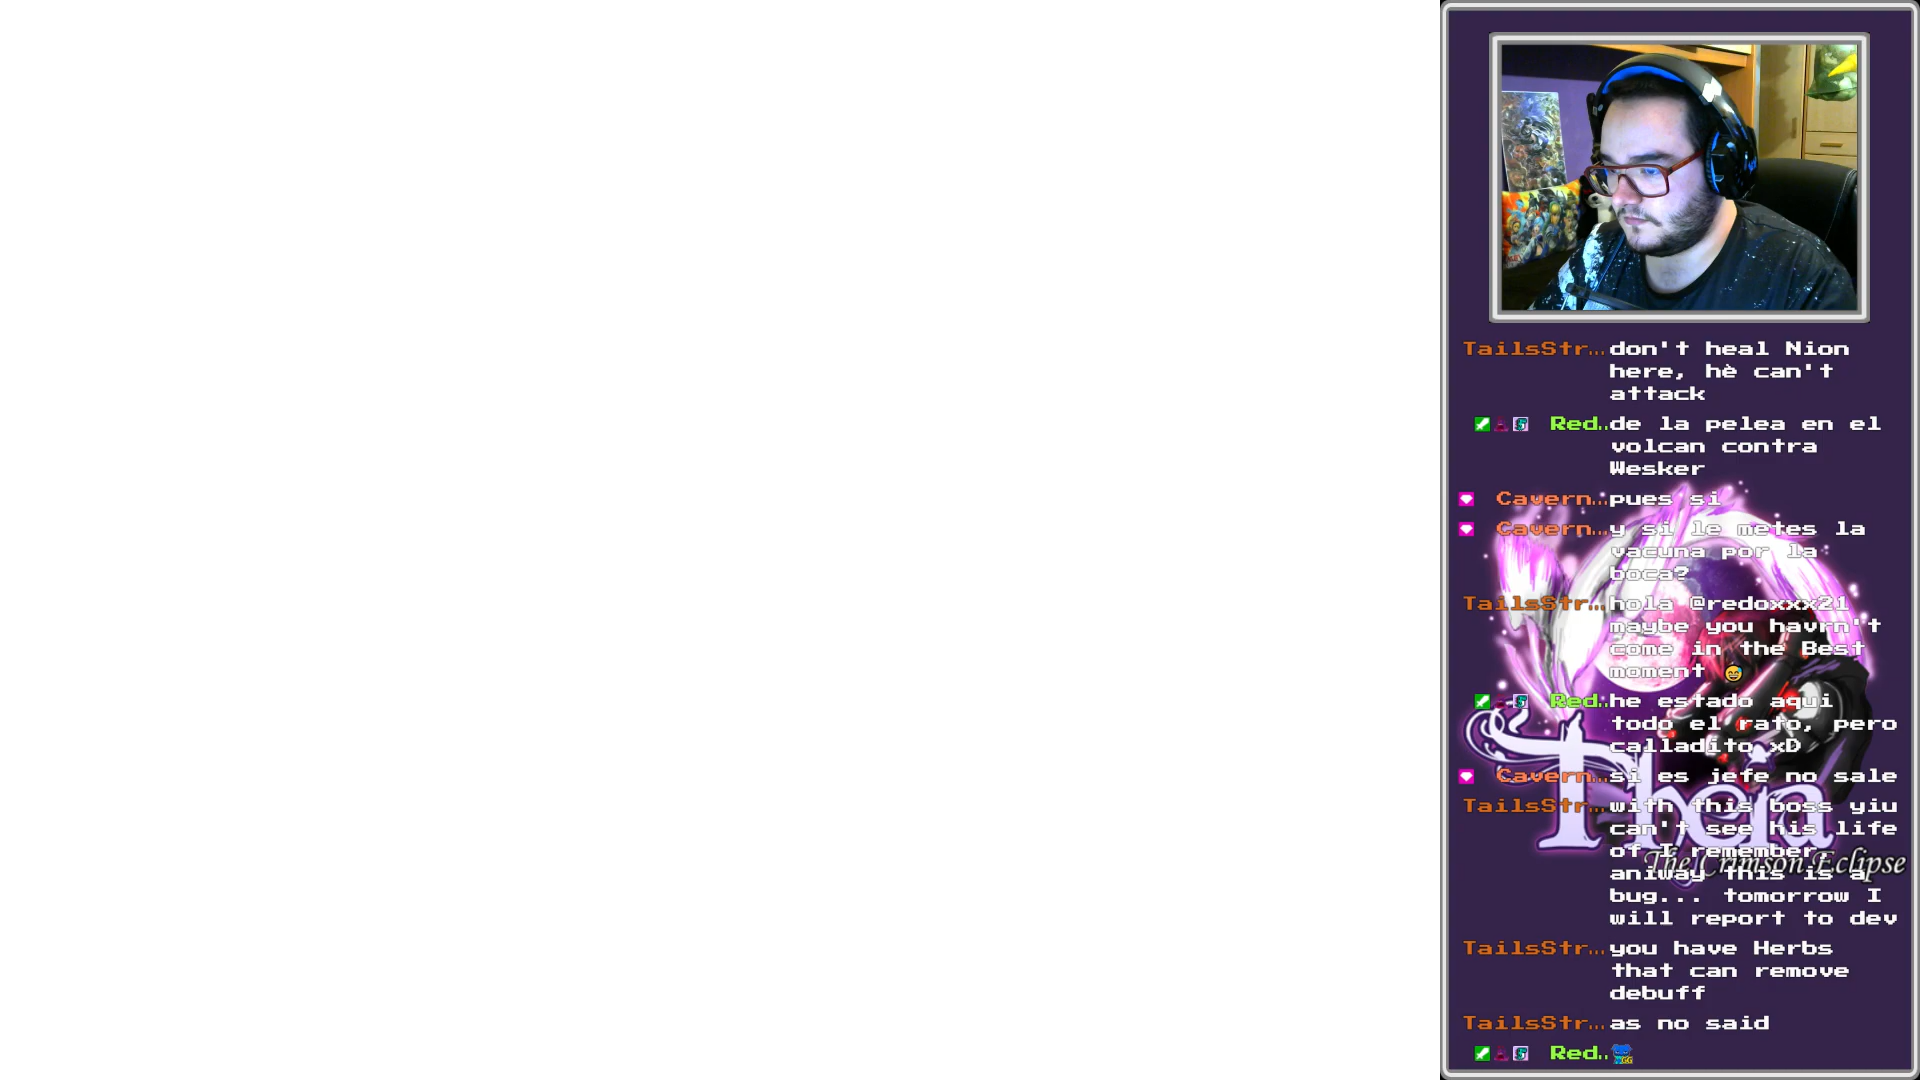 TailsStr... don't heal Nion
here, hè can't
attack
Red.. de la pelea en el
volcan contra
Wesker
Cavern... pues si
Cavern... y si le metes la
vacuna por la
boca?
TailsStr... hola @redoxxx21
maybe you havrn't
come in the Best
moment 😅
Red.. he estado aqui
todo el rato, pero
calladito xD
Cavern... si es jefe no sale
TailsStr... with this boss yiu
can't see his life
of I remember.
aniway this is a
bug... tomorrow I
will report to dev
TailsStr... you have Herbs
that can remove
debuff
TailsStr... as no said
Red..
GG
Theia
The Crimson Eclipse